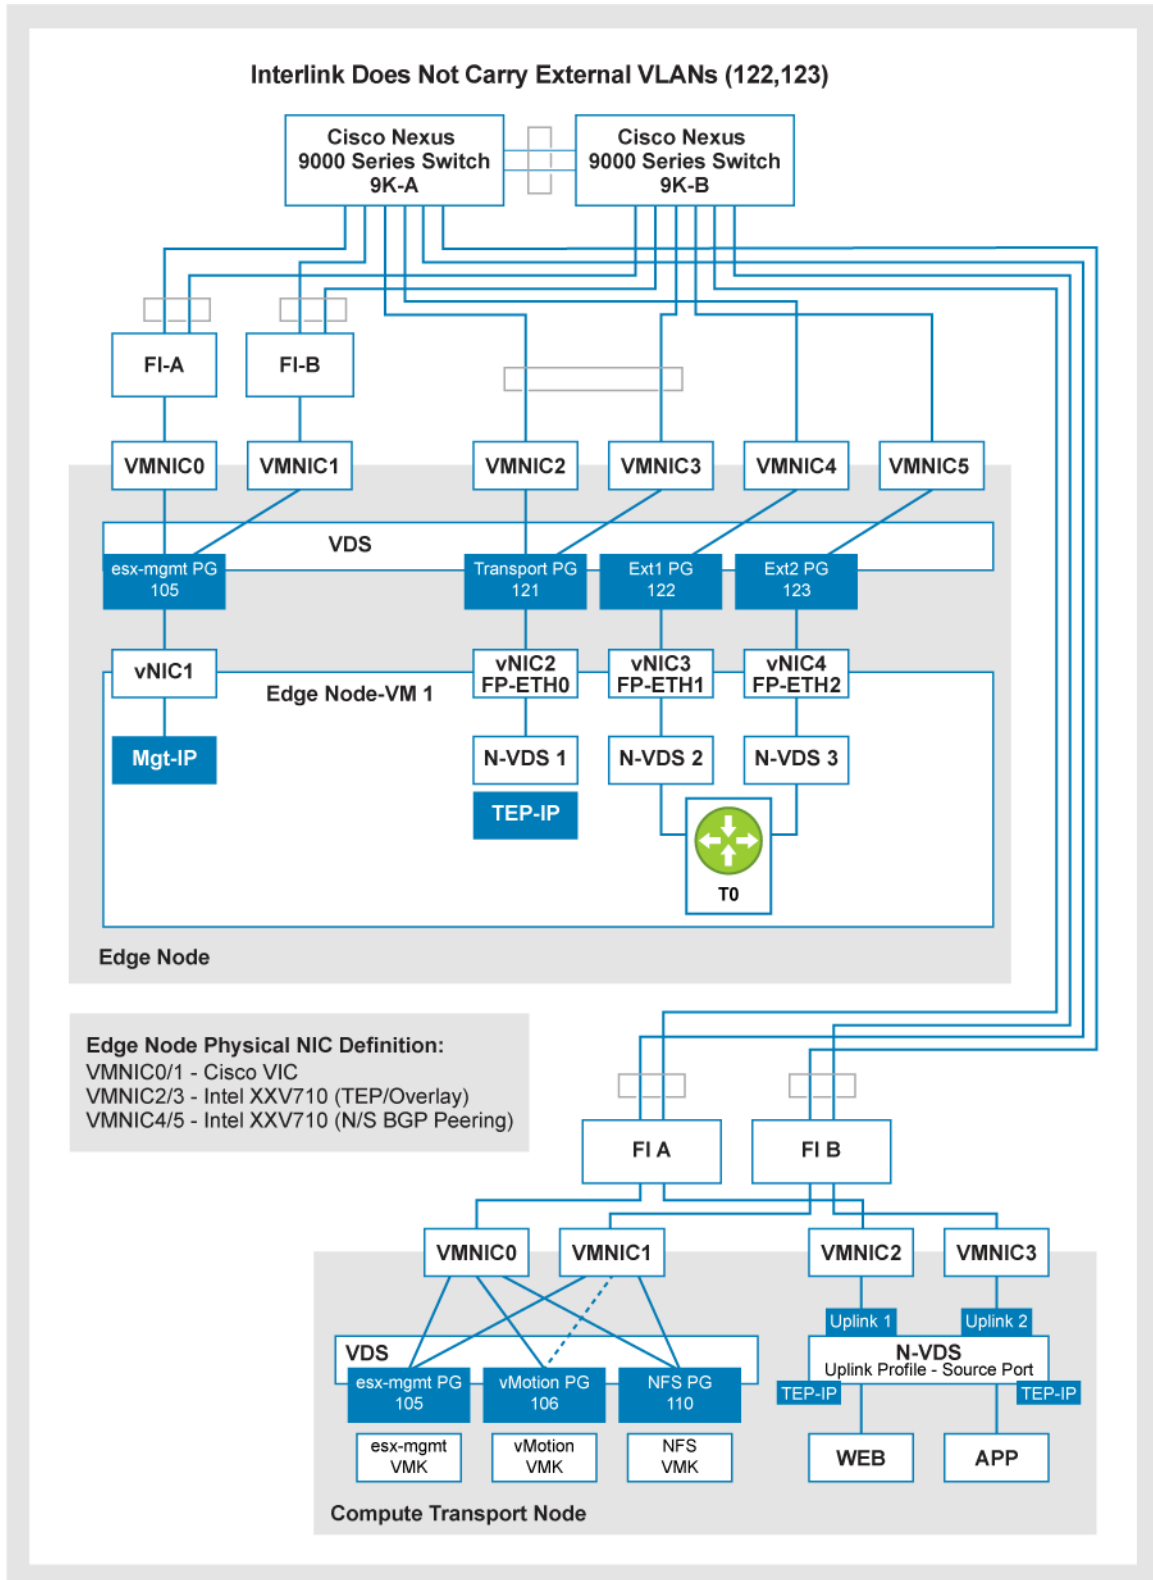 Interlink Does Not Carry External VLANs (122,123)
Cisco Nexus
9000 Series Switch
9K-A
Cisco Nexus
9000 Series Switch
9K-B
FI-A
FI-B
VMNIC0
VMNIC1
VMNIC2
VMNIC3
VMNIC4
VMNIC5
VDS
esx-mgmt PG
105
Transport PG
121
Ext1 PG
122
Ext2 PG
123
vNIC1
vNIC2
FP-ETH0
vNIC3
FP-ETH1
vNIC4
FP-ETH2
Edge Node-VM 1
Mgt-IP
N-VDS 1
N-VDS 2
N-VDS 3
TEP-IP
T0
Edge Node
Edge Node Physical NIC Definition:
VMNIC0/1 - Cisco VIC
VMNIC2/3 - Intel XXV710 (TEP/Overlay)
VMNIC4/5 - Intel XXV710 (N/S BGP Peering)
FI A
FI B
VMNIC0
VMNIC1
VMNIC2
VMNIC3
Uplink 1
Uplink 2
VDS
N-VDS
Uplink Profile - Source Port
esx-mgmt PG
105
vMotion PG
106
NFS PG
110
TEP-IP
TEP-IP
esx-mgmt
VMK
vMotion
VMK
NFS
VMK
WEB
APP
Compute Transport Node